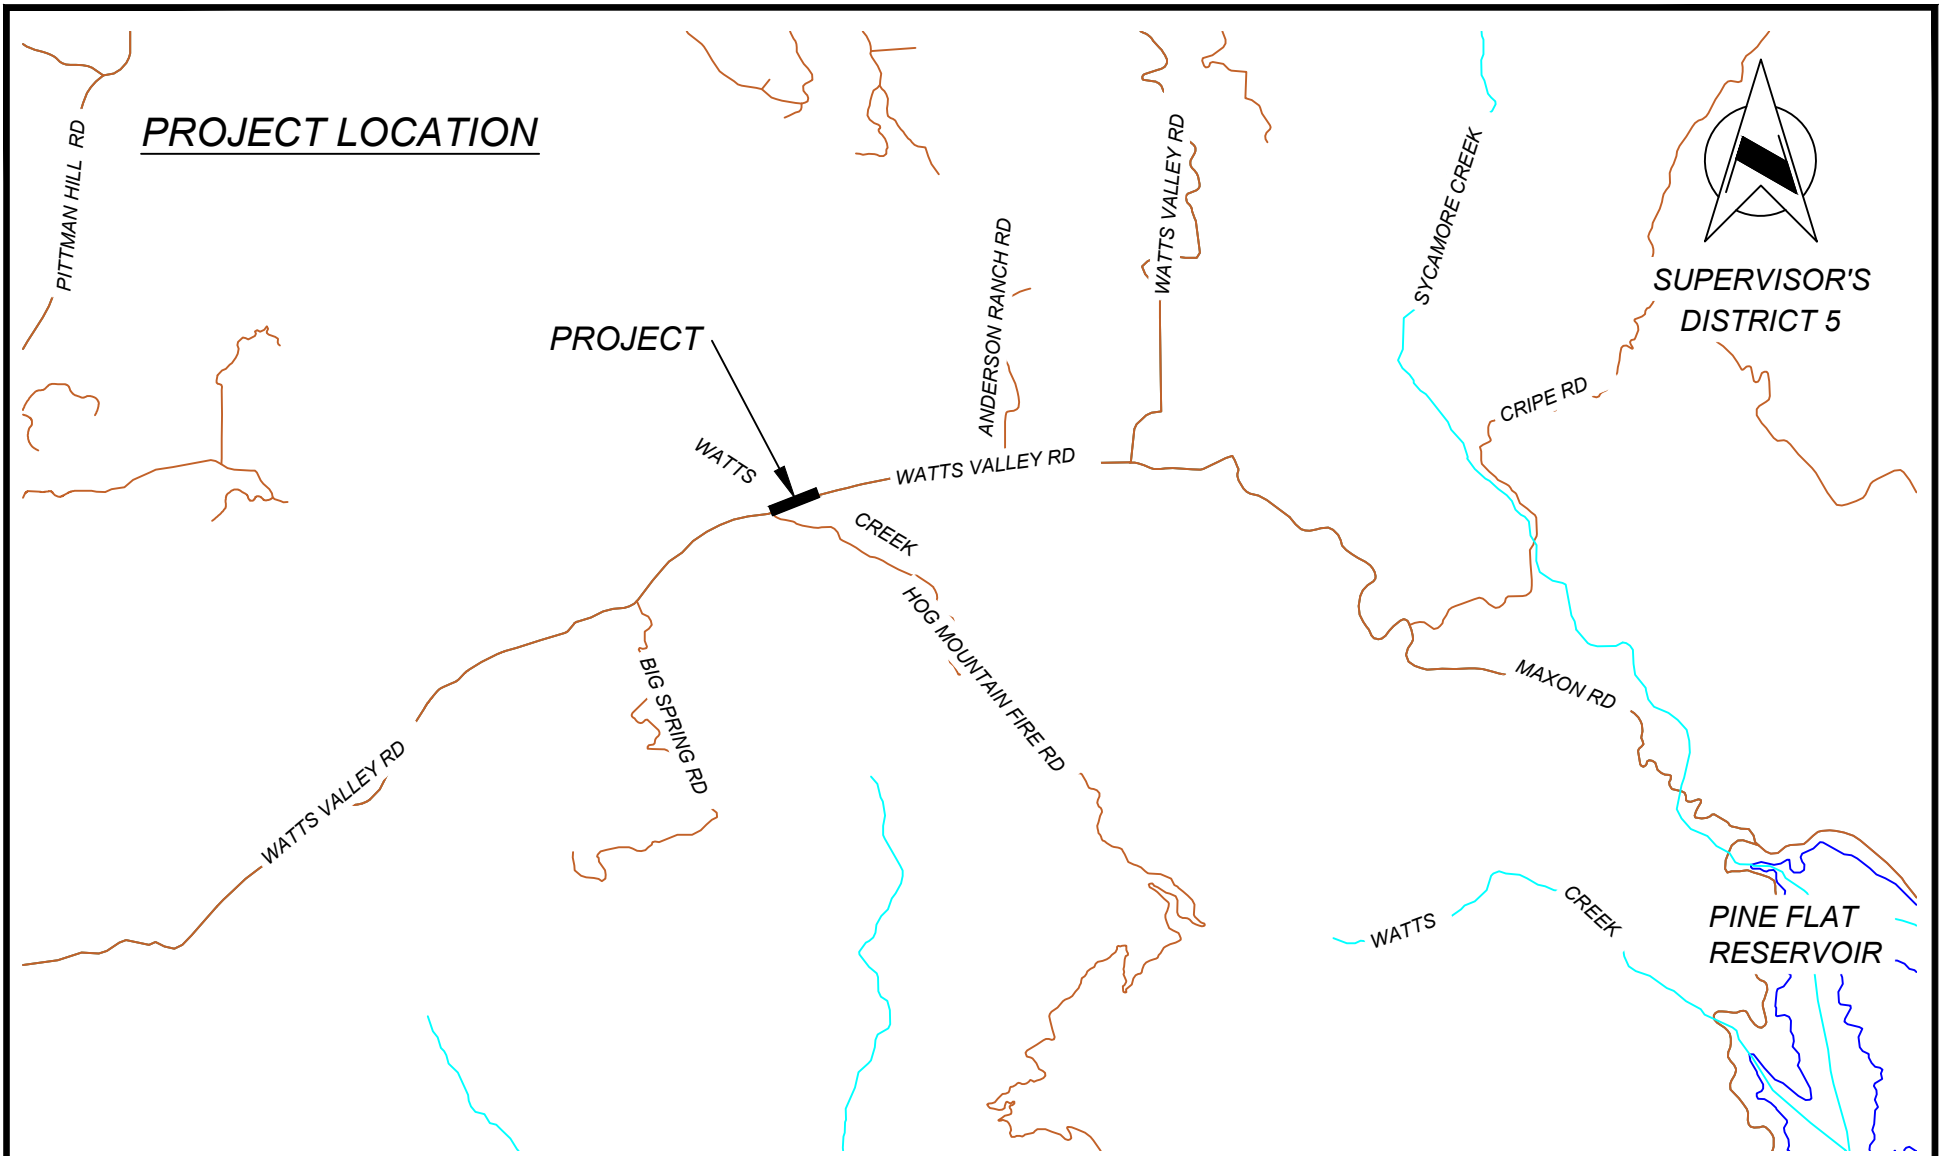 PROJECT LOCATION
PITTMAN HILL RD
WATTS VALLEY RD
SYCAMORE CREEK
ANDERSON RANCH RD
SUPERVISOR'S
DISTRICT 5
PROJECT
CRIPE RD
WATTS
WATTS VALLEY RD
CREEK
HOG MOUNTAIN FIRE RD
BIG SPRING RD
MAXON RD
WATTS VALLEY RD
WATTS
CREEK
PINE FLAT
RESERVOIR